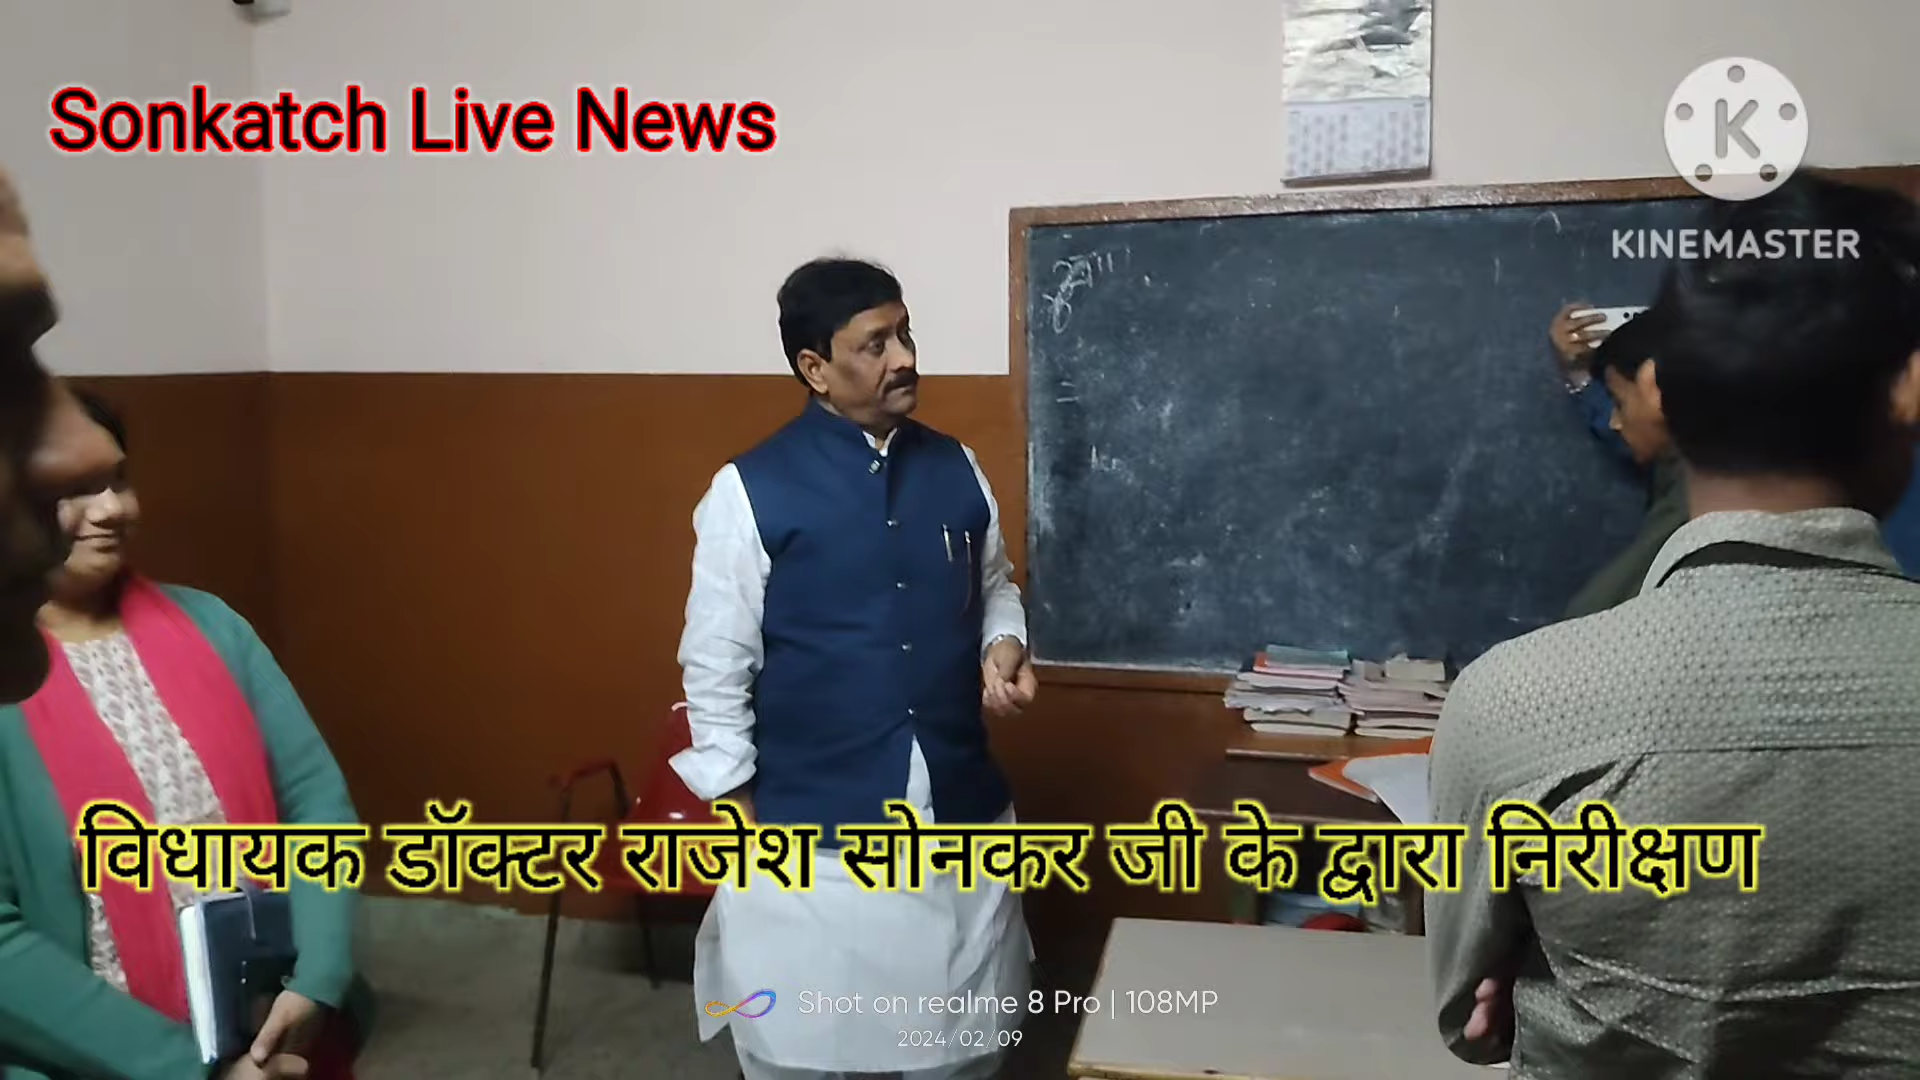 Sonkatch Live News
KINEMASTER
विधायक डॉक्टर राजेश सोनकर जी के द्वारा निरीक्षण
Shot on realme 8 Pro | 108MP
2024/02/09